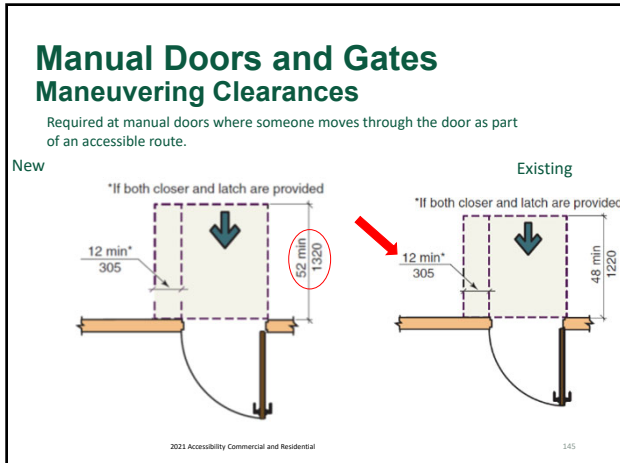 Manual Doors and Gates
Maneuvering Clearances
Required at manual doors where someone moves through the door as part
of an accessible route.
New
*If both closer and latch are provided
12 min*
305
52 min
1320
Existing
*If both closer and latch are provided
12 min*
305
48 min
1220
2021 Accessibility Commercial and Residential
145